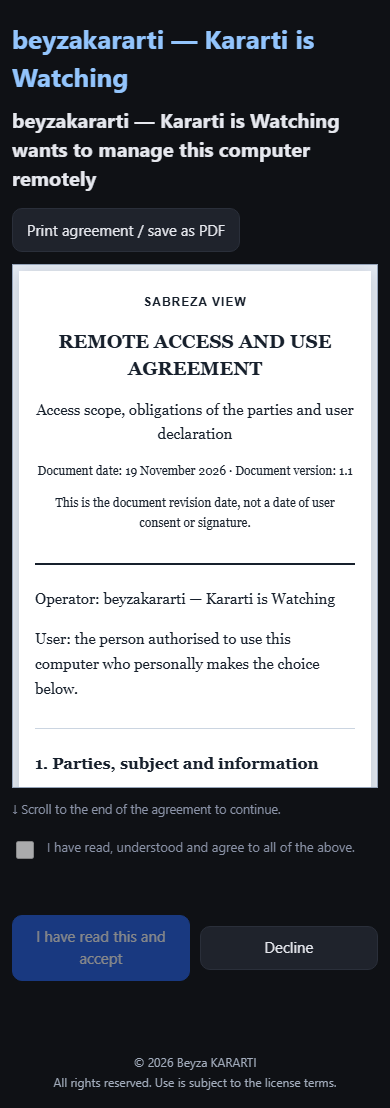 beyzakararti — Kararti is
Watching
beyzakararti — Kararti is Watching
wants to manage this computer
remotely
Print agreement / save as PDF
SABREZA VIEW
REMOTE ACCESS AND USE
AGREEMENT
Access scope, obligations of the parties and user
declaration
Document date: 19 November 2026 · Document version: 1.1
This is the document revision date, not a date of user
consent or signature.
Operator: beyzakararti — Kararti is Watching
User: the person authorised to use this
computer who personally makes the choice
below.
1. Parties, subject and information
↓ Scroll to the end of the agreement to continue.
I have read, understood and agree to all of the above.
I have read this and
accept
Decline
© 2026 Beyza KARARTI
All rights reserved. Use is subject to the license terms.